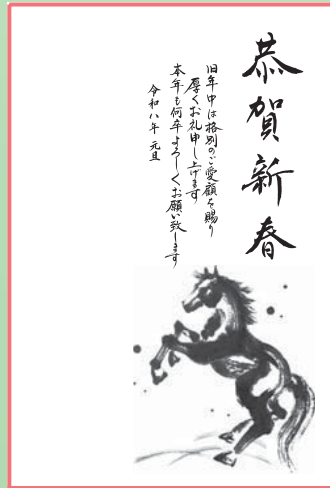 恭賀新春
旧年中は格別のご愛顧を賜り
厚くお礼申し上げます
本年も何卒よろしくお願い致します
令和八年 元旦